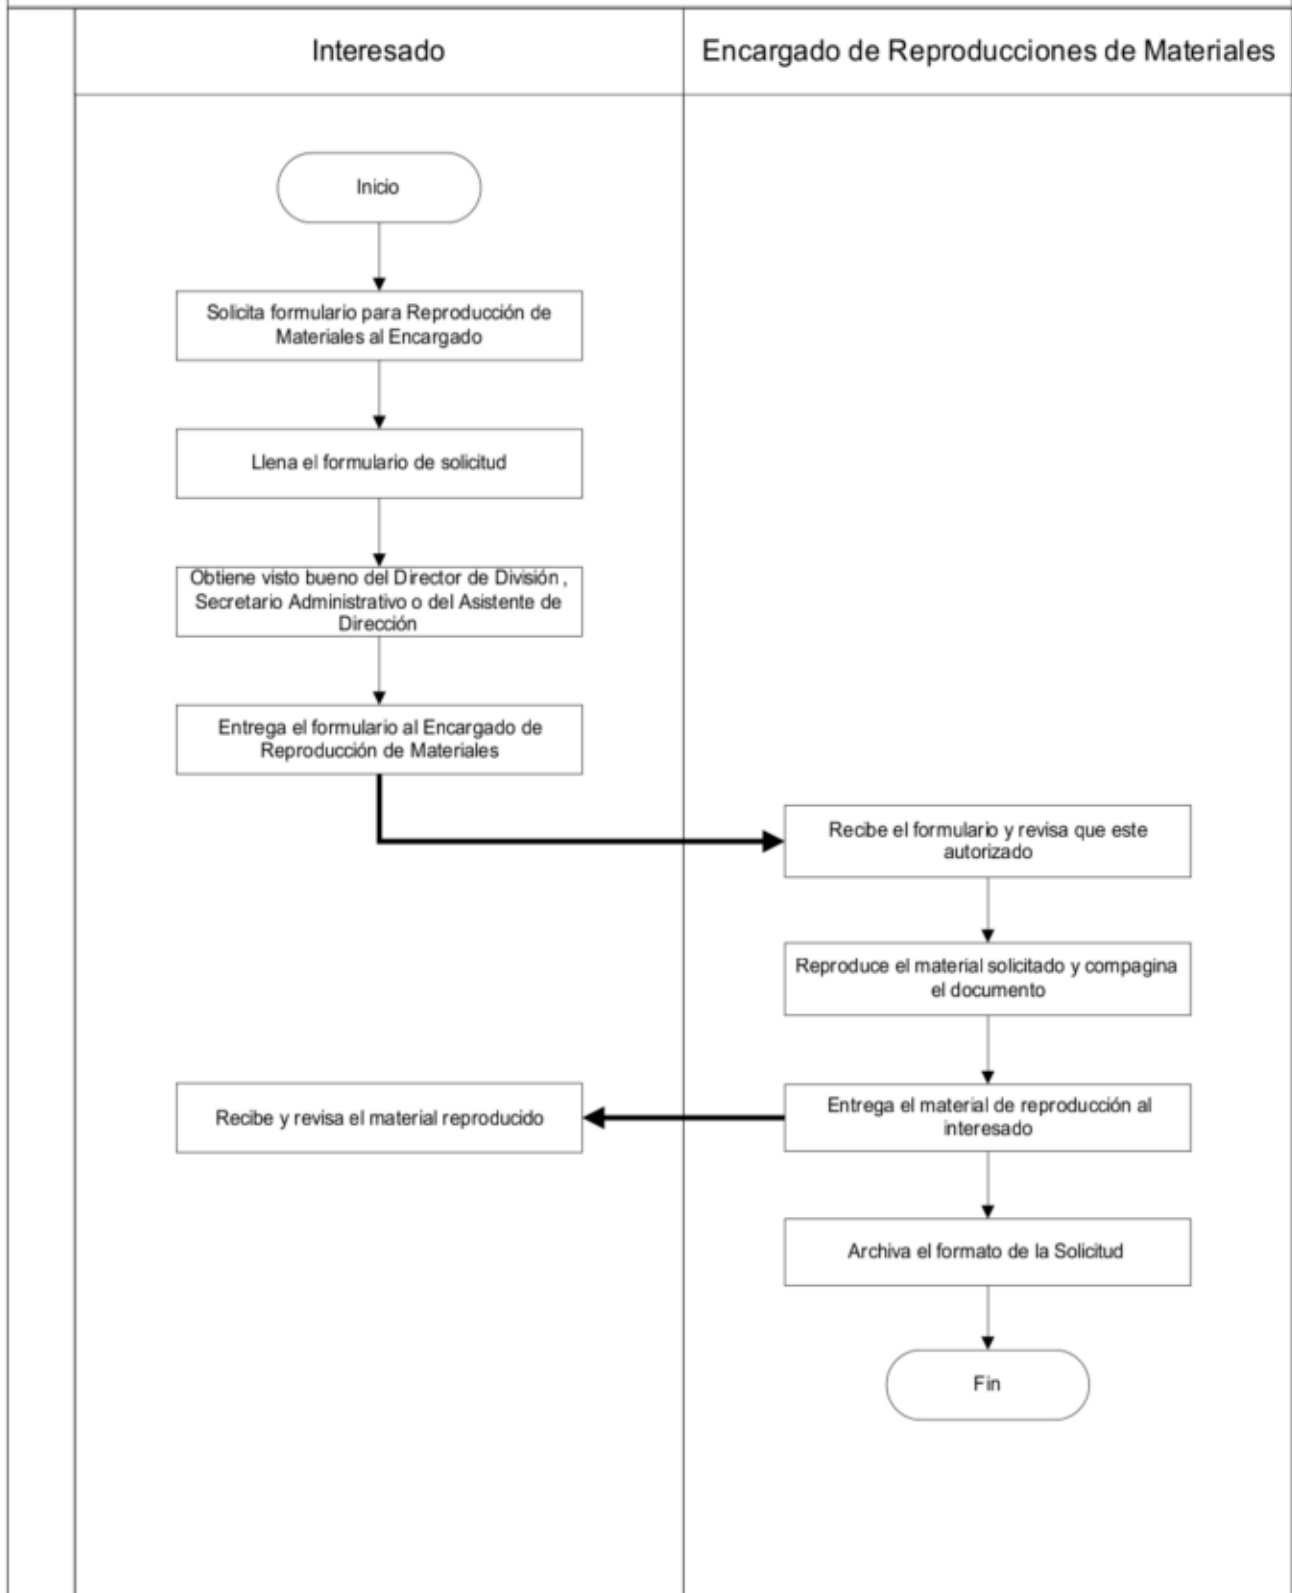 Interesado
Encargado de Reproducciones de Materiales
Inicio
Solicita formulario para Reproducción de
Materiales al Encargado
Llena el formulario de solicitud
Obtiene visto bueno del Director de División ,
Secretario Administrativo o del Asistente de
Dirección
Entrega el formulario al Encargado de
Reproducción de Materiales
Recibe el formulario y revisa que este
autorizado
Reproduce el material solicitado y compagina
el documento
Entrega el material de reproducción al
interesado
Recibe y revisa el material reproducido
Archiva el formato de la Solicitud
Fin